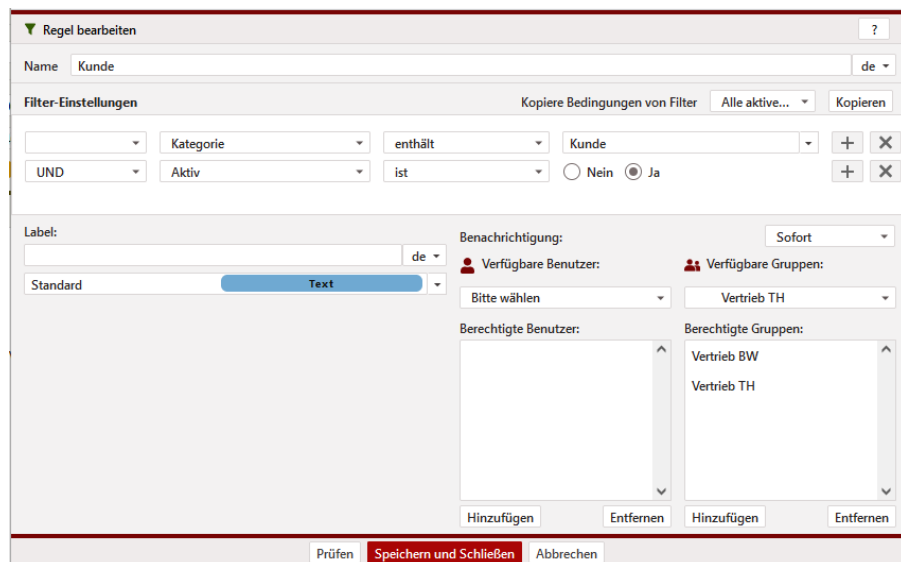 Regel bearbeiten ?
Name Kunde de
Filter-Einstellungen Kopiere Bedingungen von Filter Alle aktive... Kopieren
Kategorie enthält Kunde
UND Aktiv ist Nein Ja
Label:
de
Standard Text
Benachrichtigung: Sofort
Verfügbare Benutzer: Verfügbare Gruppen:
Bitte wählen Vertrieb TH
Berechtigte Benutzer: Berechtigte Gruppen:
Vertrieb BW
Vertrieb TH
Hinzufügen Entfernen Hinzufügen Entfernen
Prüfen Speichern und Schließen Abbrechen